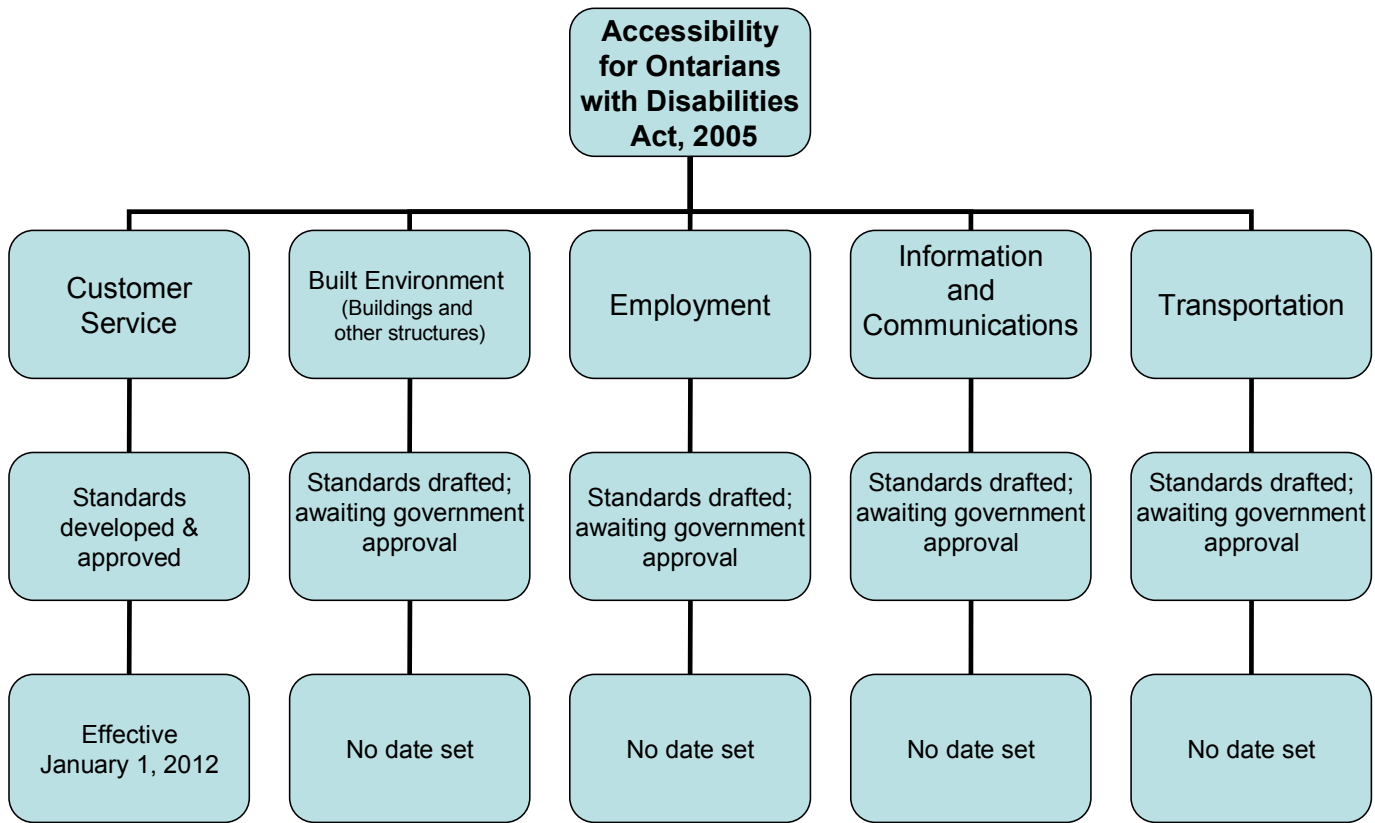 Accessibility
for Ontarians
with Disabilities
Act, 2005
Customer
Service
Built Environment
(Buildings and
other structures)
Employment
Information
and
Communications
Transportation
Standards
developed &
approved
Standards drafted;
awaiting government
approval
Standards drafted;
awaiting government
approval
Standards drafted;
awaiting government
approval
Standards drafted;
awaiting government
approval
Effective
January 1, 2012
No date set
No date set
No date set
No date set